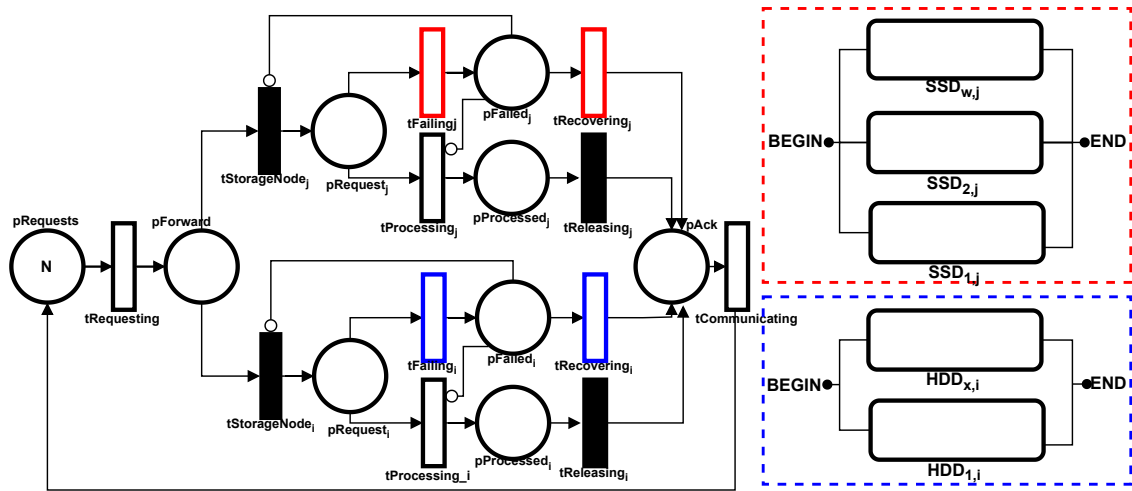 tFailingj
pFailedj
tRecoveringj
tStorageNodej
pRequestj
tProcessingj
pProcessedj
tReleasingj
pRequests
pForward
pAck
N
tRequesting
tCommunicating
tFailingi
pFailedi
tRecoveringi
tStorageNodei
pRequesti
tProcessing_i
pProcessedi
tReleasingi
SSDw,j
BEGIN
END
SSD2,j
SSD1,j
HDDx,i
BEGIN
END
HDD1,i